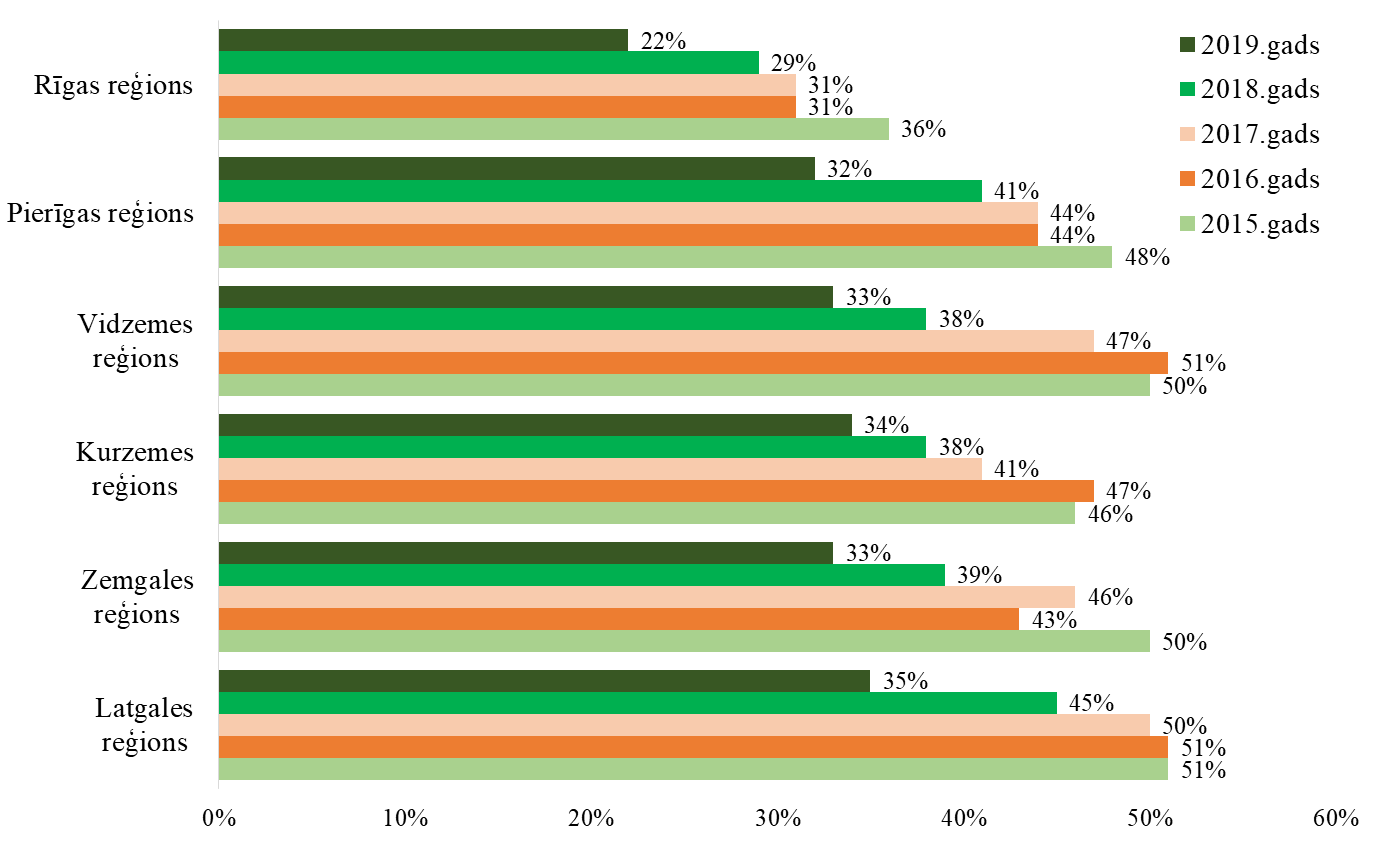 Rīgas reģions
22%
29%
31%
31%
36%
Pierīgas reģions
32%
41%
44%
44%
48%
Vidzemes
reģions
33%
38%
47%
51%
50%
Kurzemes
reģions
34%
38%
41%
47%
46%
Zemgales
reģions
33%
39%
46%
43%
50%
Latgales
reģions
35%
45%
50%
51%
51%
0% 10% 20% 30% 40% 50% 60%
2019.gads
2018.gads
2017.gads
2016.gads
2015.gads